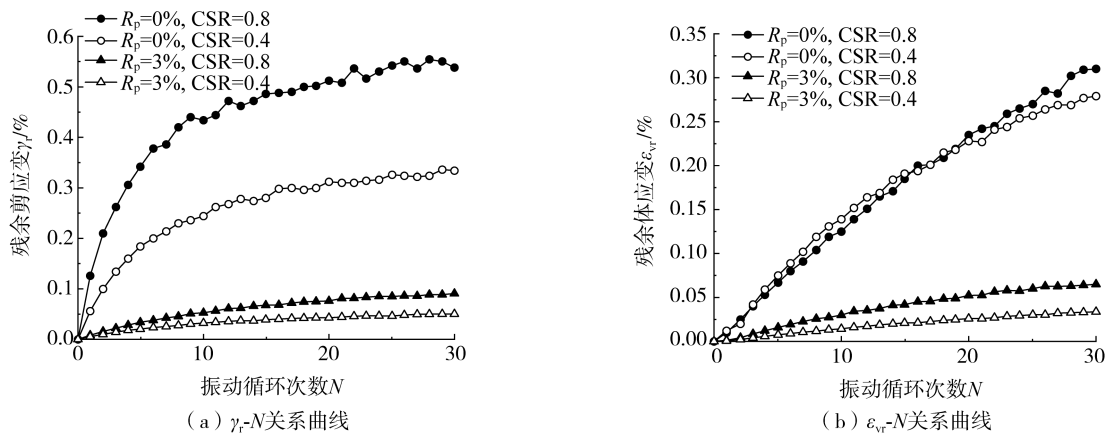 Rp=0%, CSR=0.8
Rp=0%, CSR=0.4
Rp=3%, CSR=0.8
Rp=3%, CSR=0.4
0.6
0.5
0.4
0.3
0.2
0.1
0.0
0 10 20 30
残余剪应变γr/%
振动循环次数N
（a）γr-N关系曲线
0.35
0.30
0.25
0.20
0.15
0.10
0.05
0.00
Rp=0%, CSR=0.8
Rp=0%, CSR=0.4
Rp=3%, CSR=0.8
Rp=3%, CSR=0.4
0 10 20 30
残余体应变εvr/%
振动循环次数N
（b）εvr-N关系曲线